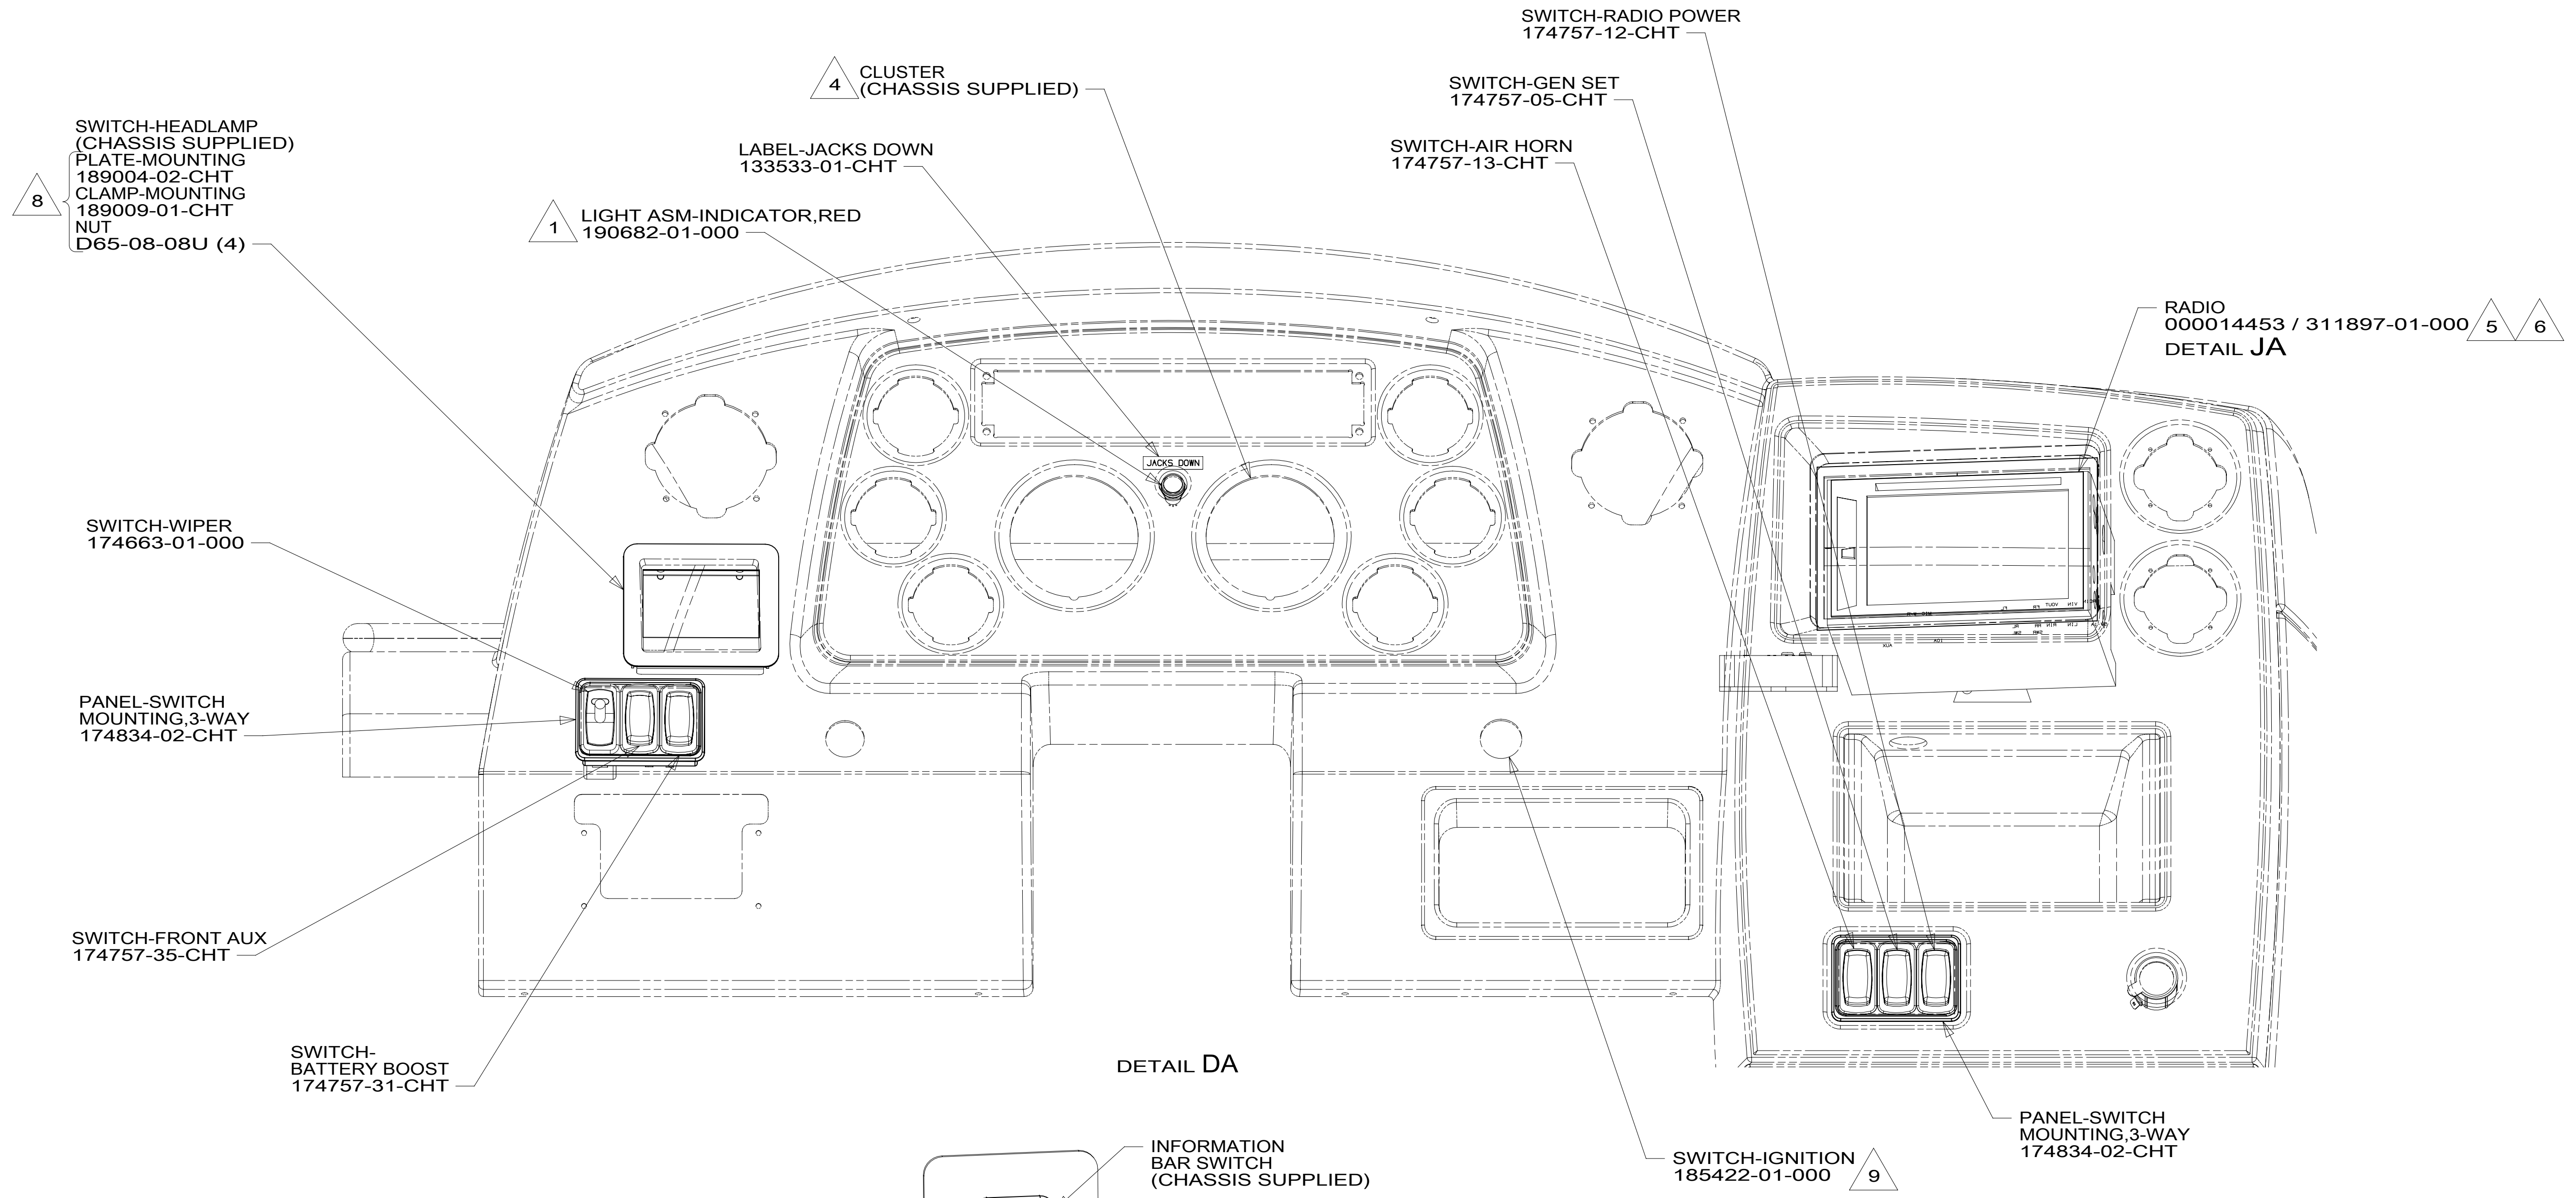 SWITCH-RADIO POWER
174757-12-CHT
4
CLUSTER
(CHASSIS SUPPLIED)
SWITCH-GEN SET
174757-05-CHT
SWITCH-HEADLAMP
(CHASSIS SUPPLIED)
PLATE-MOUNTING
189004-02-CHT
CLAMP-MOUNTING
189009-01-CHT
NUT
D65-08-08U (4)
8
LABEL-JACKS DOWN
133533-01-CHT
SWITCH-AIR HORN
174757-13-CHT
1
LIGHT ASM-INDICATOR,RED
190682-01-000
RADIO
000014453 / 311897-01-000
5
6
DETAIL JA
JACKS DOWN
SWITCH-WIPER
174663-01-000
VIN
VOUT
LIN
RIN
AUX
PANEL-SWITCH
MOUNTING,3-WAY
174834-02-CHT
SWITCH-FRONT AUX
174757-35-CHT
SWITCH-
BATTERY BOOST
174757-31-CHT
DETAIL DA
PANEL-SWITCH
MOUNTING,3-WAY
174834-02-CHT
INFORMATION
BAR SWITCH
(CHASSIS SUPPLIED)
SWITCH-IGNITION
185422-01-000
9